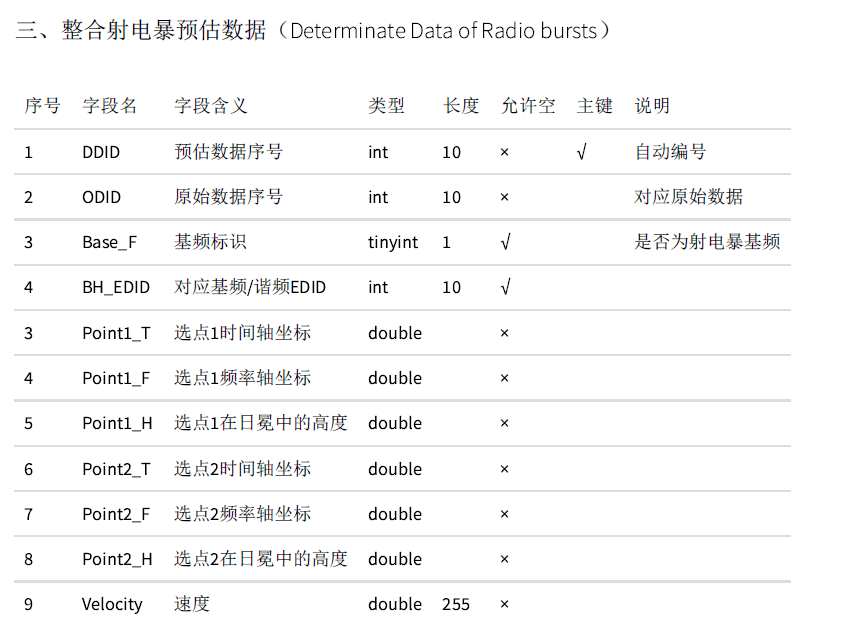 三、整合射电暴预估数据（Determinate Data of Radio bursts）
序号 字段名 字段含义 类型 长度 允许空 主键 说明
1 DDID 预估数据序号 int 10 × √ 自动编号
2 ODID 原始数据序号 int 10 × 对应原始数据
3 Base_F 基频标识 tinyint 1 √ 是否为射电暴基频
4 BH_EDID 对应基频/谐频EDID int 10 √
3 Point1_T 选点1时间轴坐标 double ×
4 Point1_F 选点1频率轴坐标 double ×
5 Point1_H 选点1在日冕中的高度 double ×
6 Point2_T 选点2时间轴坐标 double ×
7 Point2_F 选点2频率轴坐标 double ×
8 Point2_H 选点2在日冕中的高度 double ×
9 Velocity 速度 double 255 ×